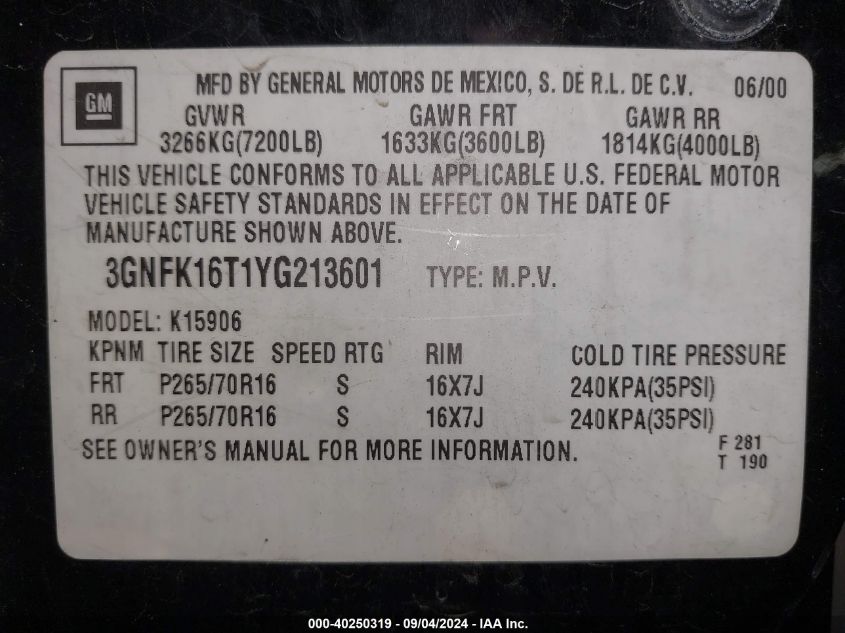 GM
MFD BY GENERAL MOTORS DE MEXICO, S. DE R.L. DE C.V. 06/00
GVWR GAWR FRT GAWR RR
3266KG(7200LB) 1633KG(3600LB) 1814KG(4000LB)
THIS VEHICLE CONFORMS TO ALL APPLICABLE U.S. FEDERAL MOTOR
VEHICLE SAFETY STANDARDS IN EFFECT ON THE DATE OF
MANUFACTURE SHOWN ABOVE.
3GNFK16T1YG213601 TYPE: M.P.V.
MODEL: K15906
KPNM TIRE SIZE SPEED RTG RIM COLD TIRE PRESSURE
FRT P265/70R16 S 16X7J 240KPA(35PSI)
RR P265/70R16 S 16X7J 240KPA(35PSI)
SEE OWNER'S MANUAL FOR MORE INFORMATION.
F 281
T 190
000-40250319 - 09/04/2024 - IAA Inc.